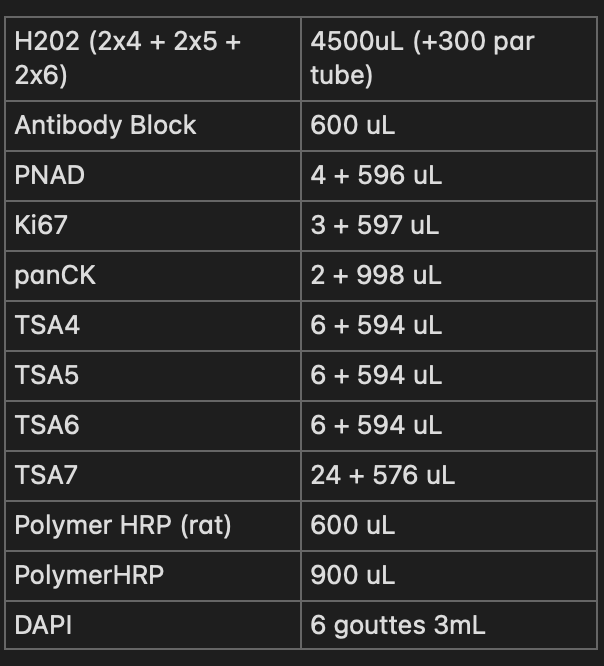 H202 (2x4 + 2x5 +
2x6)
4500uL (+300 par
tube)
Antibody Block
600 uL
PNAD
4 + 596 uL
Ki67
3 + 597 uL
panCK
2 + 998 uL
TSA4
6 + 594 uL
TSA5
6 + 594 uL
TSA6
6 + 594 uL
TSA7
24 + 576 uL
Polymer HRP (rat)
600 uL
PolymerHRP
900 uL
DAPI
6 gouttes 3mL